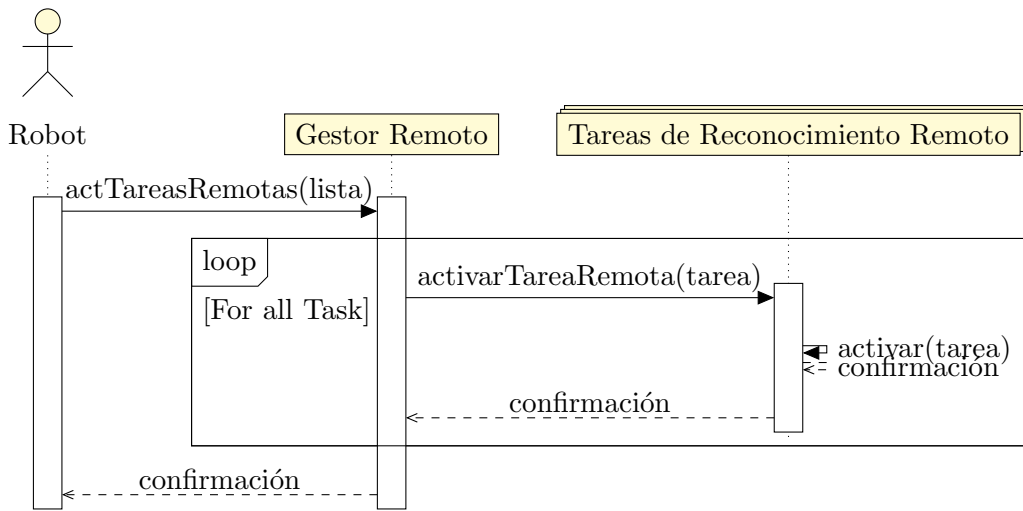 Robot
Gestor Remoto
Tareas de Reconocimiento Remoto
actTareasRemotas(lista)
loop
activarTareaRemota(tarea)
[For all Task]
activar(tarea)
confirmación
confirmación
confirmación